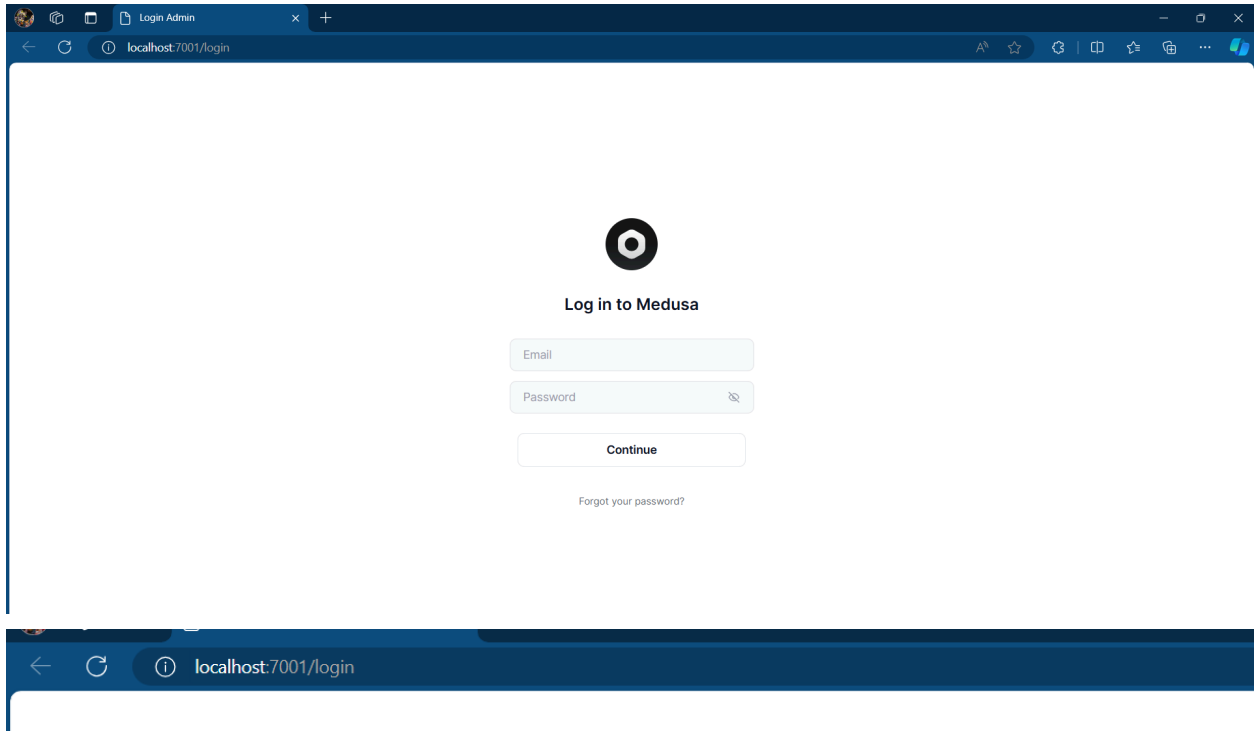 Login Admin
localhost:7001/login
Log in to Medusa
Email
Password
Continue
Forgot your password?
localhost:7001/login